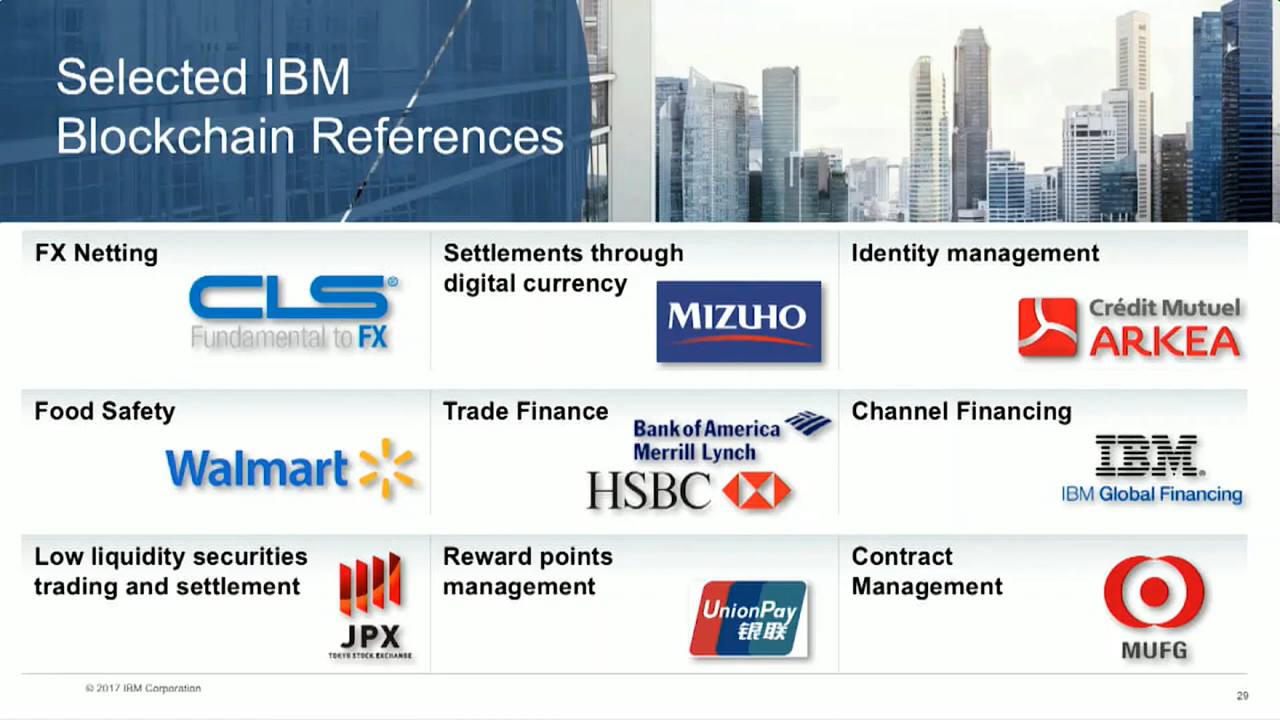 Selected IBM
Blockchain References
FX Netting
CLS®
Fundamental to FX
Settlements through
digital currency
MIZUHO
Identity management
Crédit Mutuel
ARKEA
Food Safety
Walmart
Trade Finance
Bank of America
Merrill Lynch
HSBC
Channel Financing
IBM®
IBM Global Financing
Low liquidity securities
trading and settlement
JPX
TOKYO STOCK EXCHANGE
Reward points
management
UnionPay
银联
Contract
Management
MUFG
© 2017 IBM Corporation
29